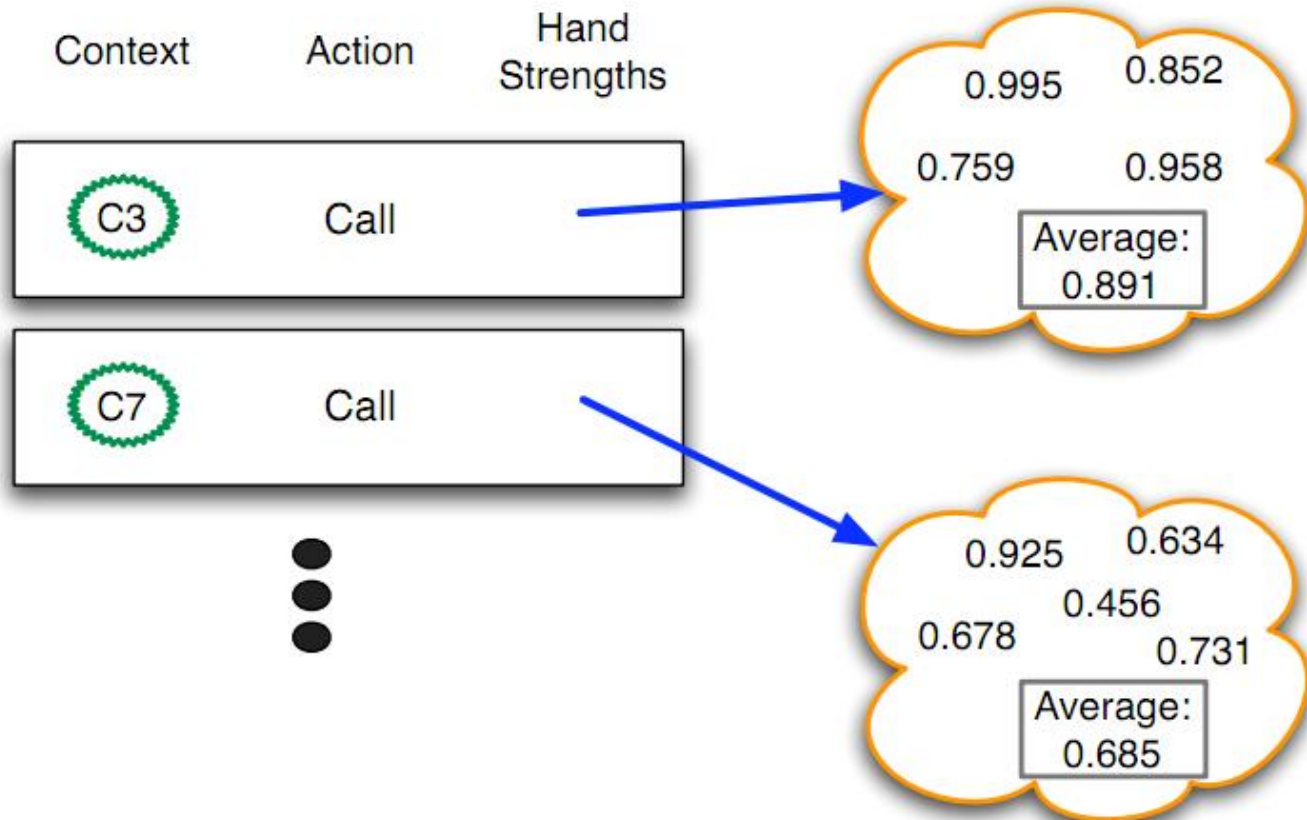 Context Action Hand
Strengths
C3 Call
0.995 0.852
0.759 0.958
Average:
0.891
C7 Call
0.925 0.634
0.456
0.678 0.731
Average:
0.685